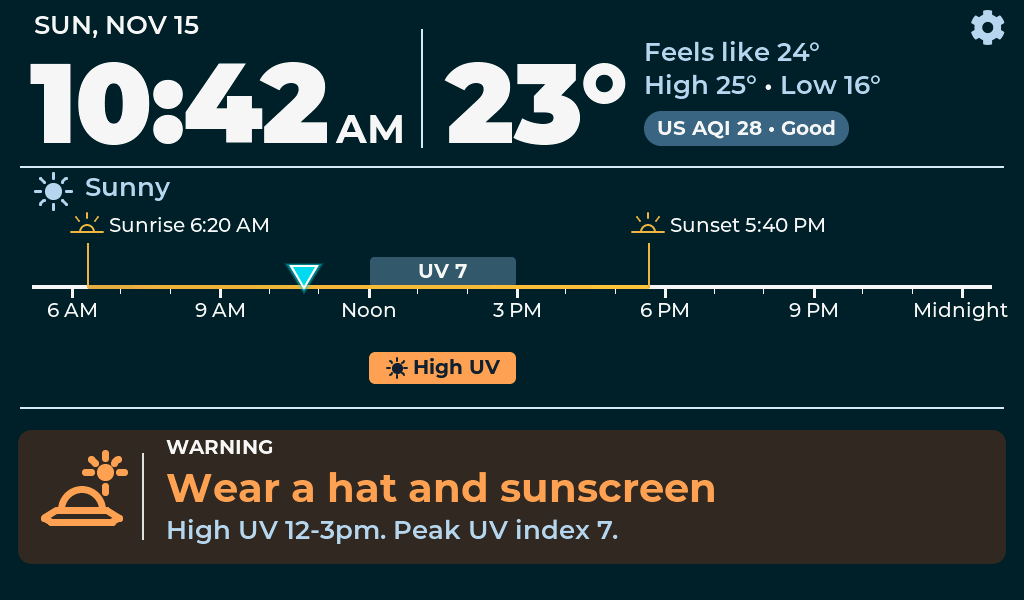 SUN, NOV 15
10:42 AM
23°
Feels like 24°
High 25° • Low 16°
US AQI 28 • Good
Sunny
Sunrise 6:20 AM
Sunset 5:40 PM
UV 7
6 AM
9 AM
Noon
3 PM
6 PM
9 PM
Midnight
High UV
WARNING
Wear a hat and sunscreen
High UV 12-3pm. Peak UV index 7.